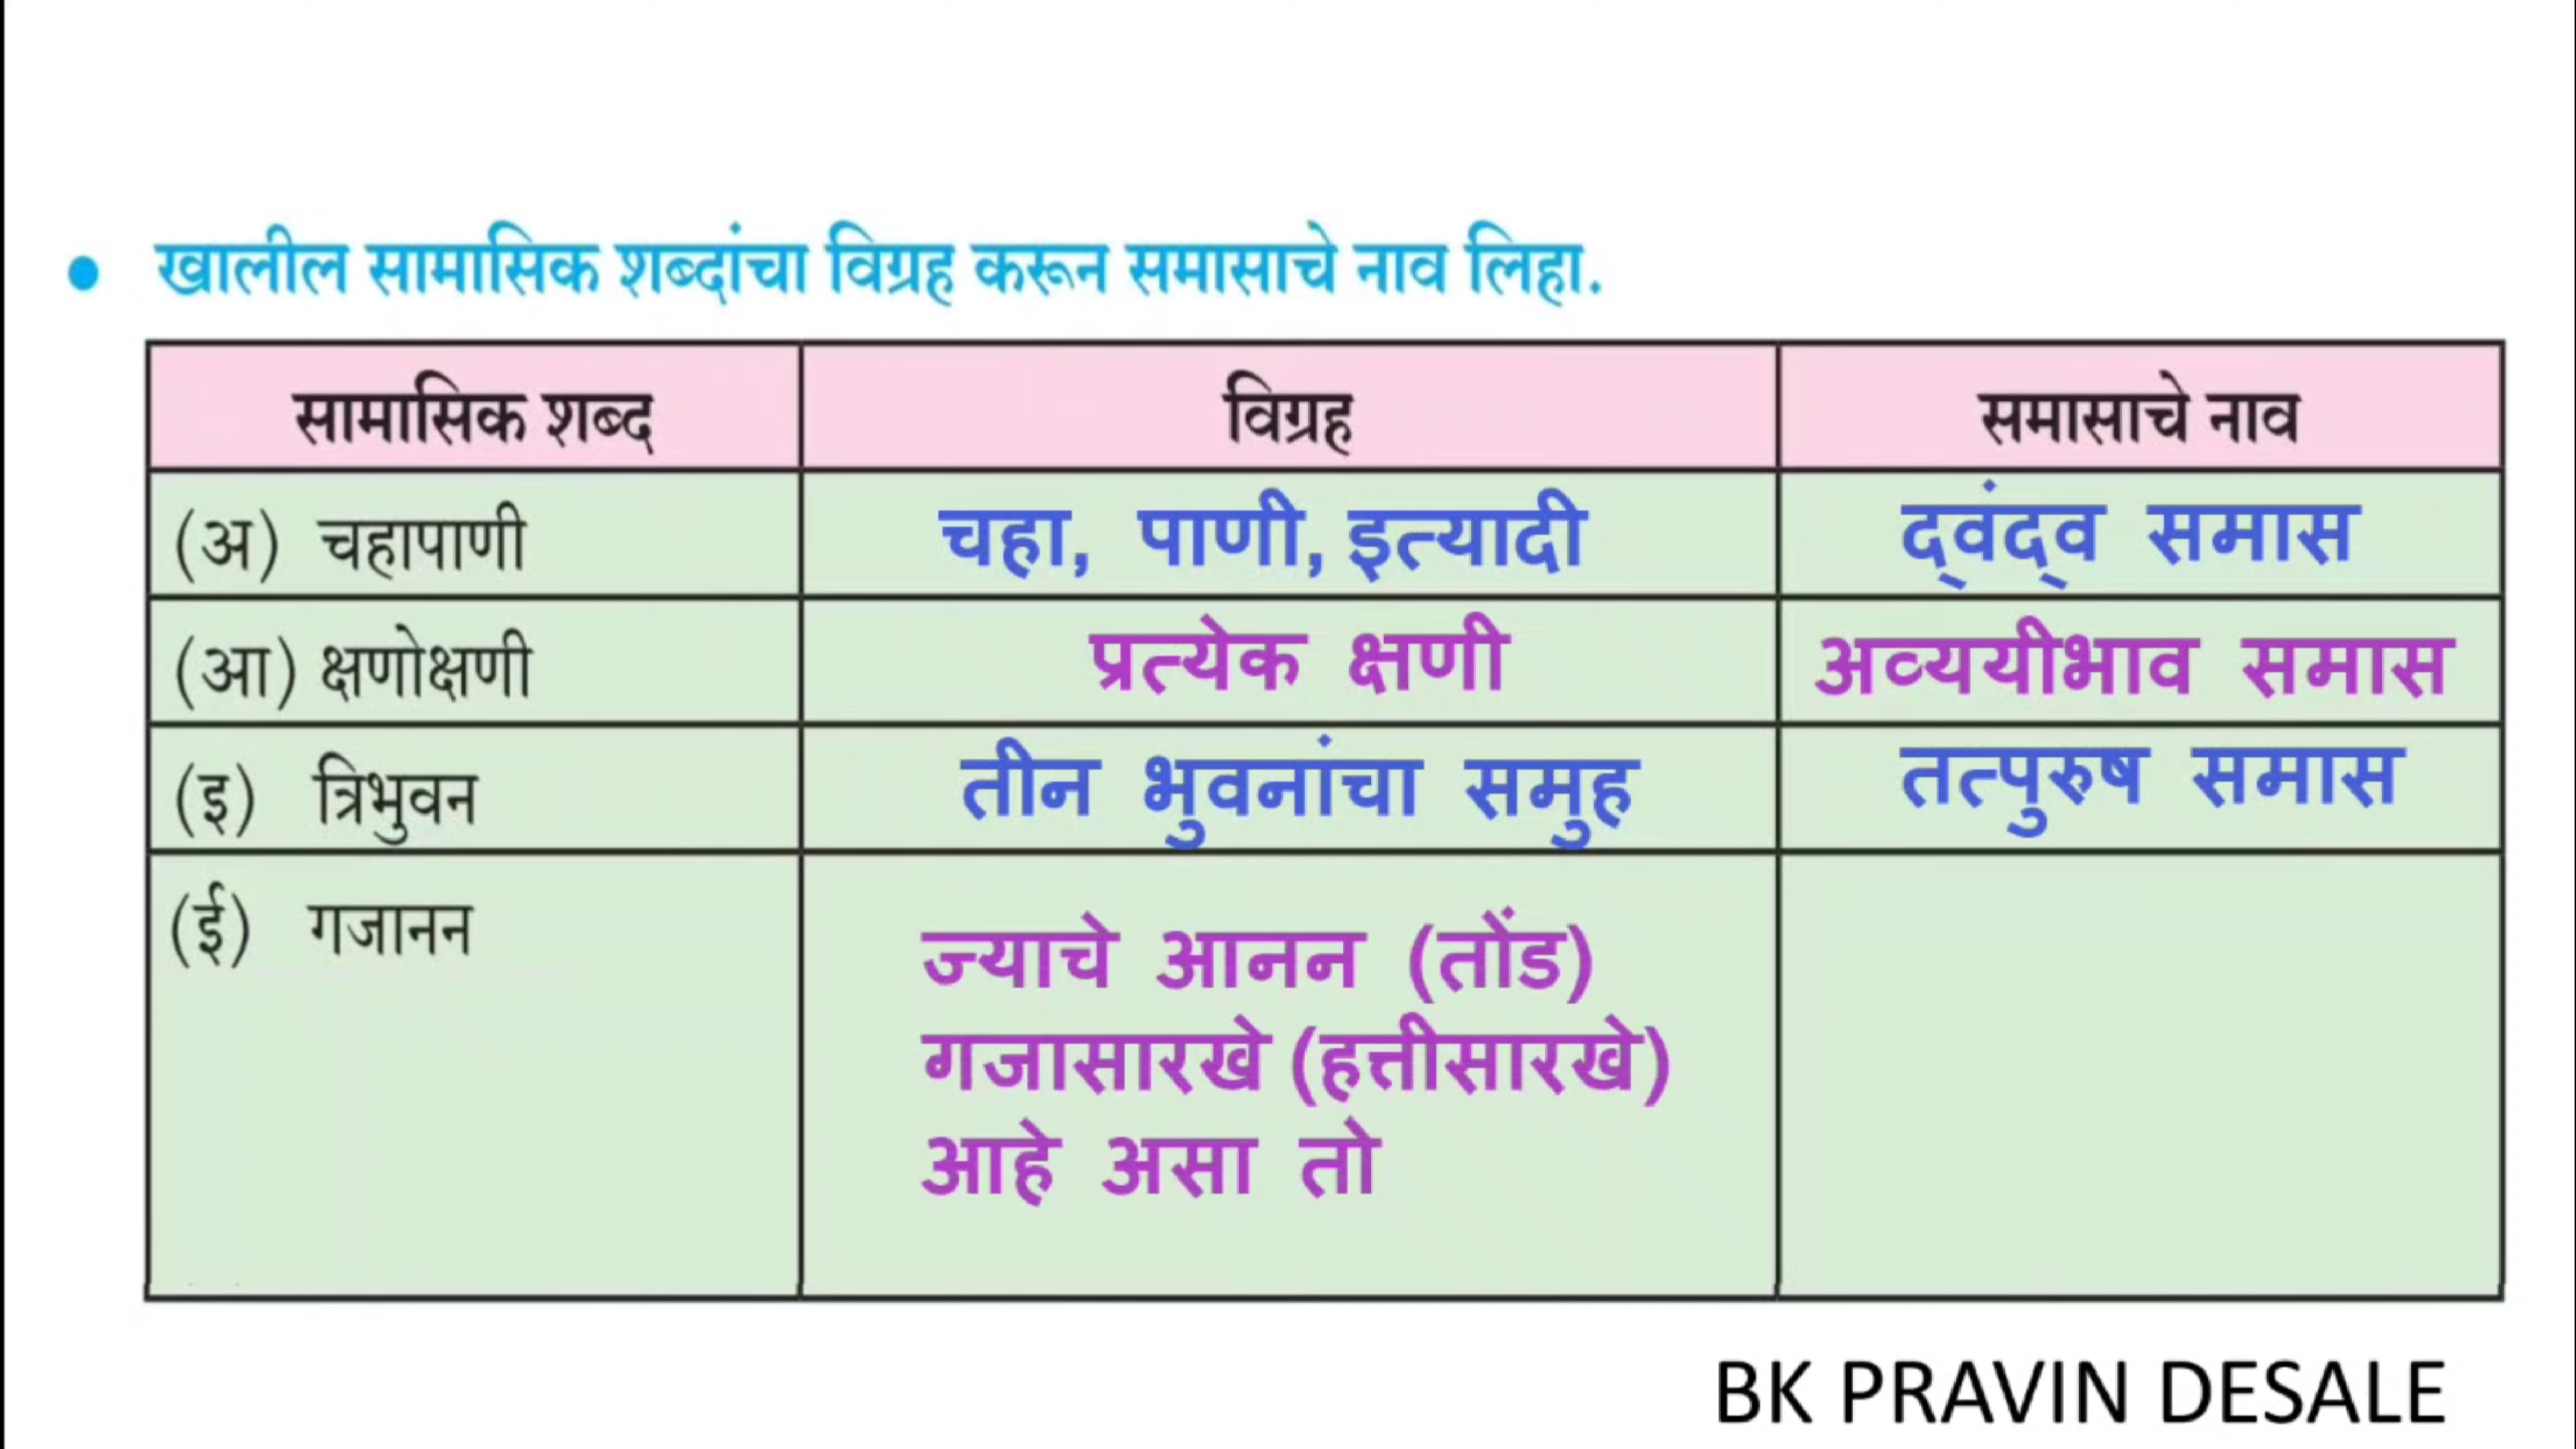 • खालील सामासिक शब्दांचा विग्रह करून समासाचे नाव लिहा.
सामासिक शब्द विग्रह समासाचे नाव
(अ) चहापाणी चहा, पाणी, इत्यादी द्‌वंद्‌व समास
(आ) क्षणोक्षणी प्रत्येक क्षणी अव्ययीभाव समास
(इ) त्रिभुवन तीन भुवनांचा समुह तत्पुरुष समास
(ई) गजानन ज्याचे आनन (तोंड)
गजासारखे (हत्तीसारखे)
आहे असा तो
BK PRAVIN DESALE